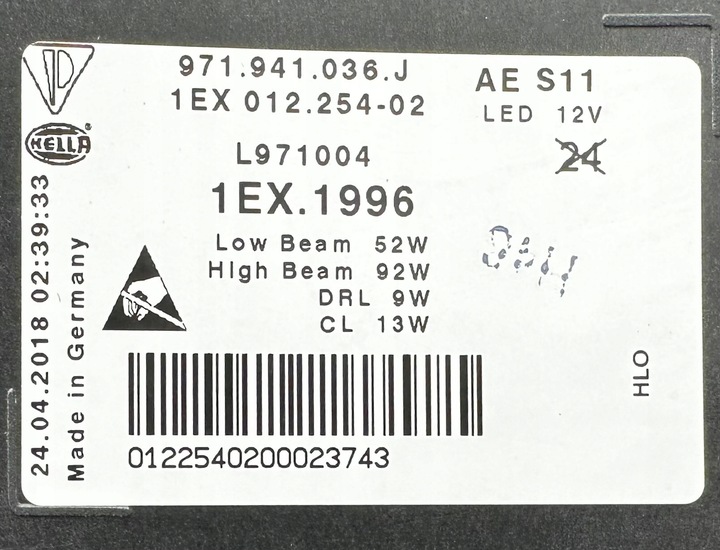 971.941.036.J
1EX 012.254-02
AE S11
LED 12V
HELLA
L971004
24
1EX.1996
Low Beam 52W
High Beam 92W
DRL 9W
CL 13W
24.04.2018 02:39:33
Made in Germany
HLO
0122540200023743